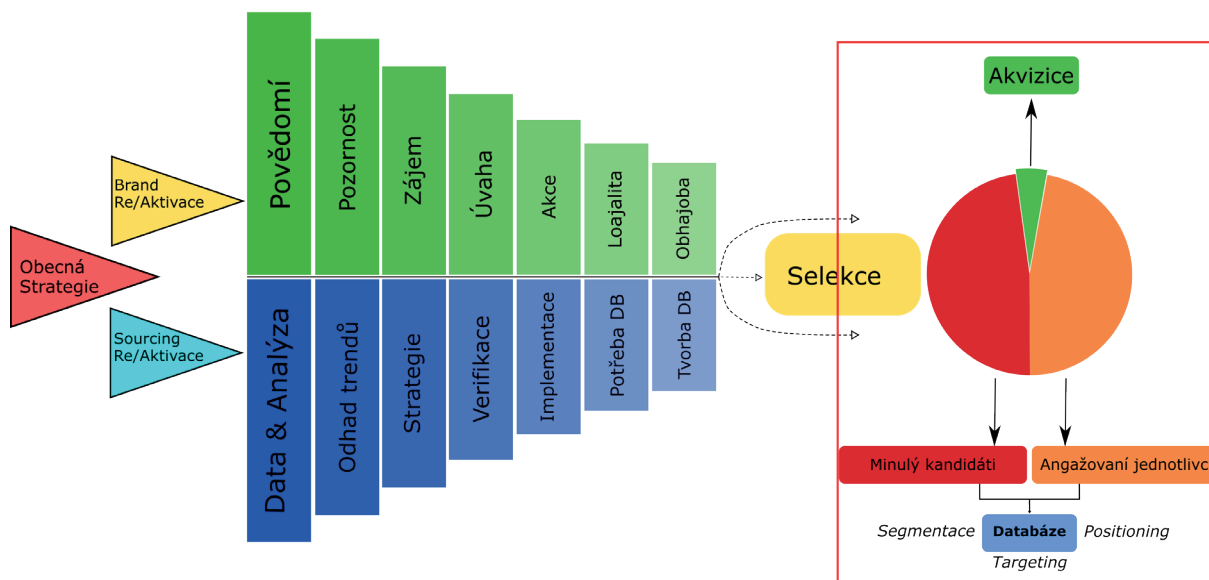 Obecná
Strategie
Brand
Re/Aktivace
Sourcing
Re/Aktivace
Povědomí
Pozornost
Zájem
Úvaha
Akce
Loajalita
Obhajoba
Data & Analýza
Odhad trendů
Strategie
Verifikace
Implementace
Potřeba DB
Tvorba DB
Selekce
Akvizice
Minulý kandidáti
Angažovaní jednotlivc
Segmentace
Databáze
Positioning
Targeting